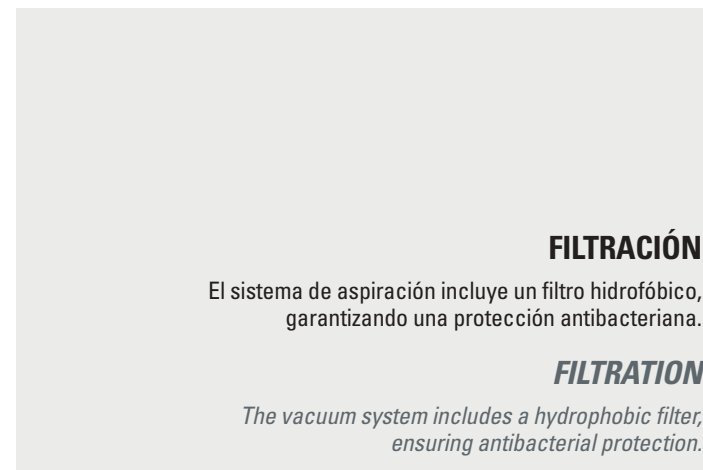 FILTRACIÓN
El sistema de aspiración incluye un filtro hidrofóbico,
garantizando una protección antibacteriana.
FILTRATION
The vacuum system includes a hydrophobic filter,
ensuring antibacterial protection.